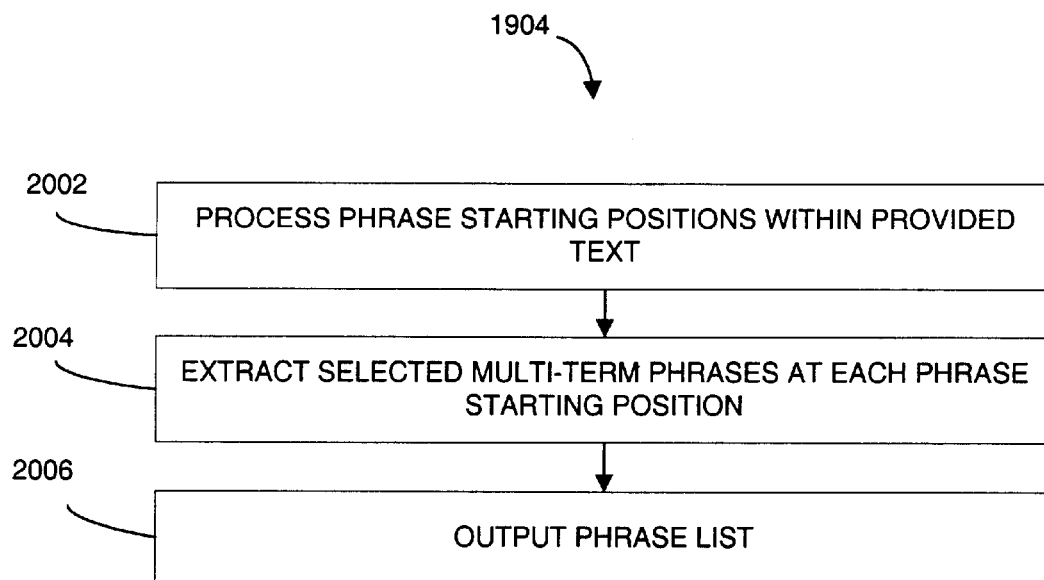 1904
2002
PROCESS PHRASE STARTING POSITIONS WITHIN PROVIDED
TEXT
2004
EXTRACT SELECTED MULTI-TERM PHRASES AT EACH PHRASE
STARTING POSITION
2006
OUTPUT PHRASE LIST